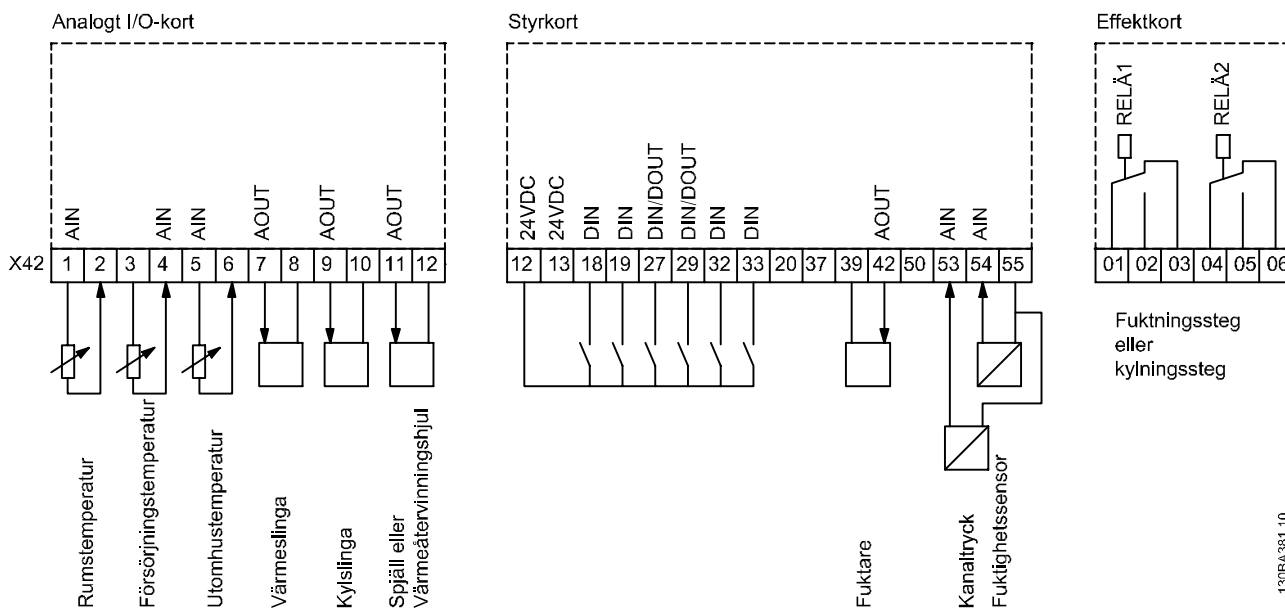 Analogt I/O-kort
Styrkort
Effektkort
RELÄ1
RELÄ2
AIN
AIN
AIN
AOUT
AOUT
AOUT
24VDC
24VDC
DIN
DIN
DIN/DOUT
DIN/DOUT
DIN
DIN
AOUT
AIN
AIN
X42 1 2 3 4 5 6 7 8 9 10 11 12
12 13 18 19 27 29 32 33 20 37 39 42 50 53 54 55
01 02 03 04 05 06
Fuktningssteg
eller
kylningssteg
Rumstemperatur
Försörjningstemperatur
Utomhustemperatur
Värmeslinga
Kylslinga
Spjäll eller
Värmeåtervinningshjul
Fuktare
Kanaltryck
Fuktighetssensor
130BA381.10